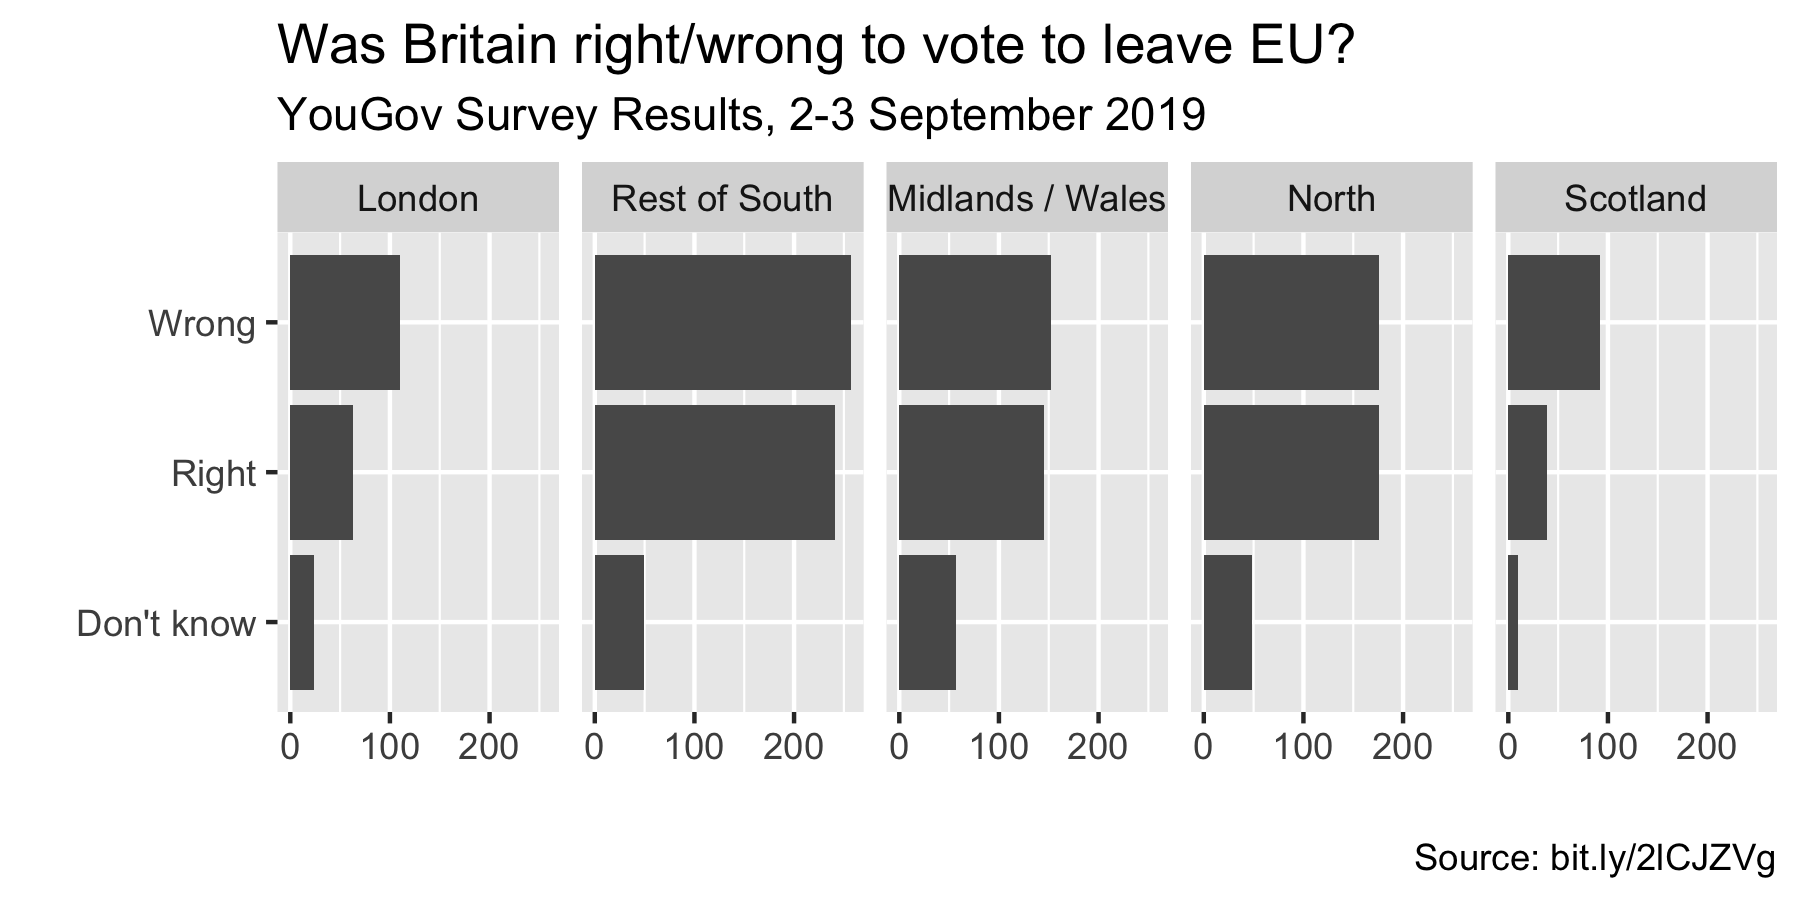 Was Britain right/wrong to vote to leave EU?
YouGov Survey Results, 2-3 September 2019
London Rest of South Midlands / Wales North Scotland
Wrong
Right
Don't know
0 100 200 0 100 200 0 100 200 0 100 200 0 100 200
Source: bit.ly/2lCJZVg